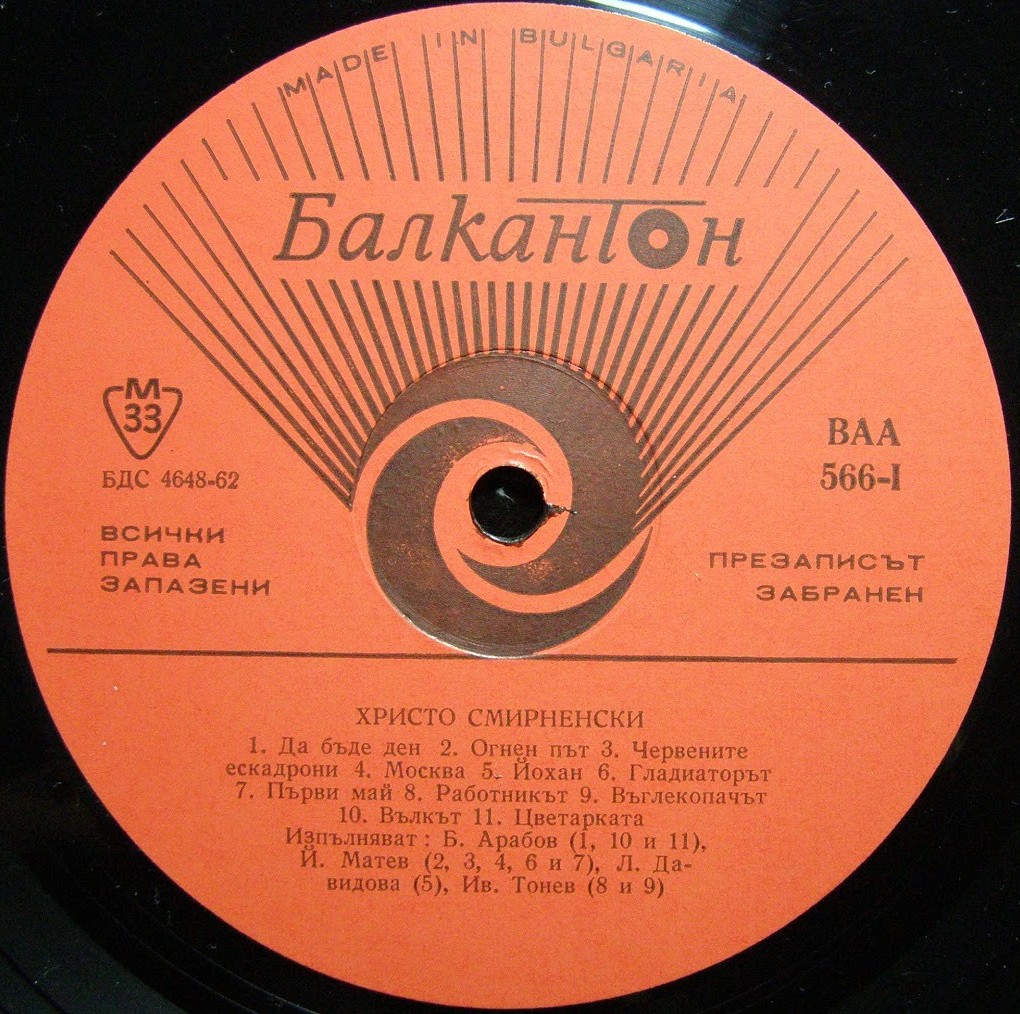 MADE IN BULGARIA
Балкантон
М
33
БДС 4648-62
ВСИЧКИ
ПРАВА
ЗАПАЗЕНИ
ВАА
566-I
ПРЕЗАПИСЪТ
ЗАБРАНЕН
ХРИСТО СМИРНЕНСКИ
1. Да бъде ден 2. Огнен път 3. Червените
ескадрони 4. Москва 5. Йохан 6. Гладиаторът
7. Първи май 8. Работникът 9. Въглекопачът
10. Вълкът 11. Цветарката
Изпълняват: Б. Арабов (1, 10 и 11),
Й. Матев (2, 3, 4, 6 и 7), Л. Да-
видова (5), Ив. Тонев (8 и 9)